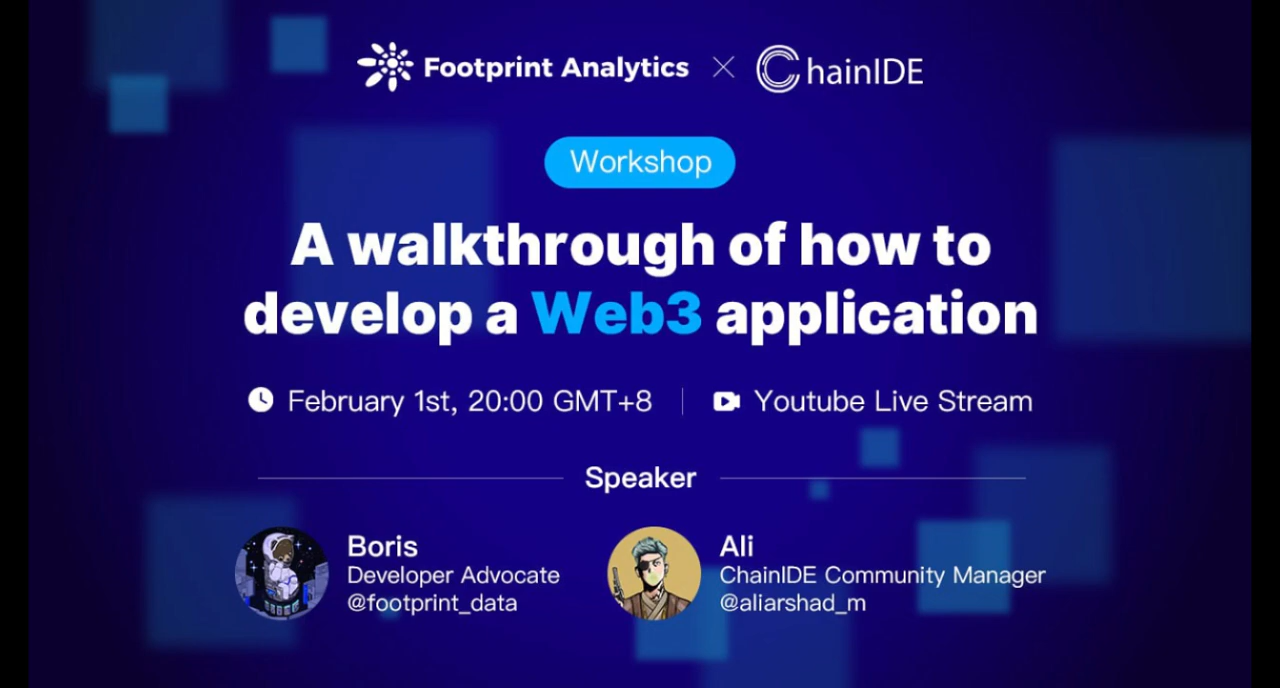 Footprint Analytics × ChainIDE
Workshop
A walkthrough of how to
develop a Web3 application
February 1st, 20:00 GMT+8 | Youtube Live Stream
Speaker
Boris
Developer Advocate
@footprint_data
Ali
ChainIDE Community Manager
@aliarshad_m